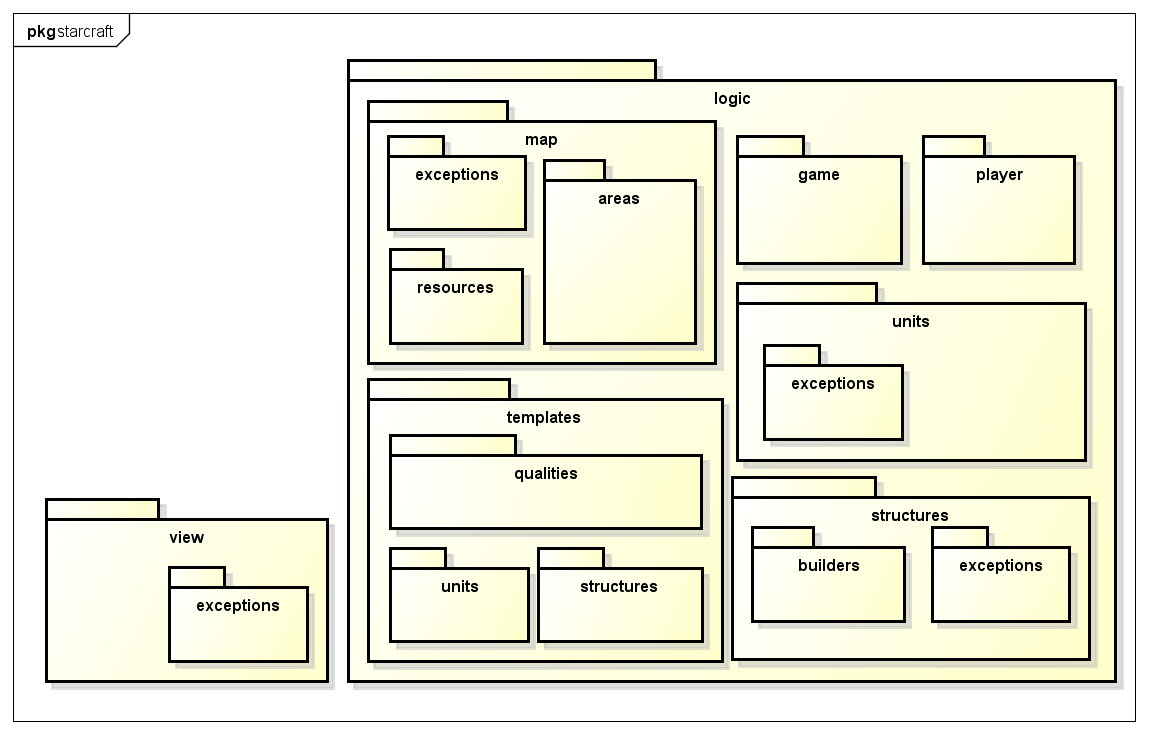 pkg starcraft
logic
map
exceptions
areas
resources
game
player
units
exceptions
templates
qualities
units
structures
structures
builders
exceptions
view
exceptions